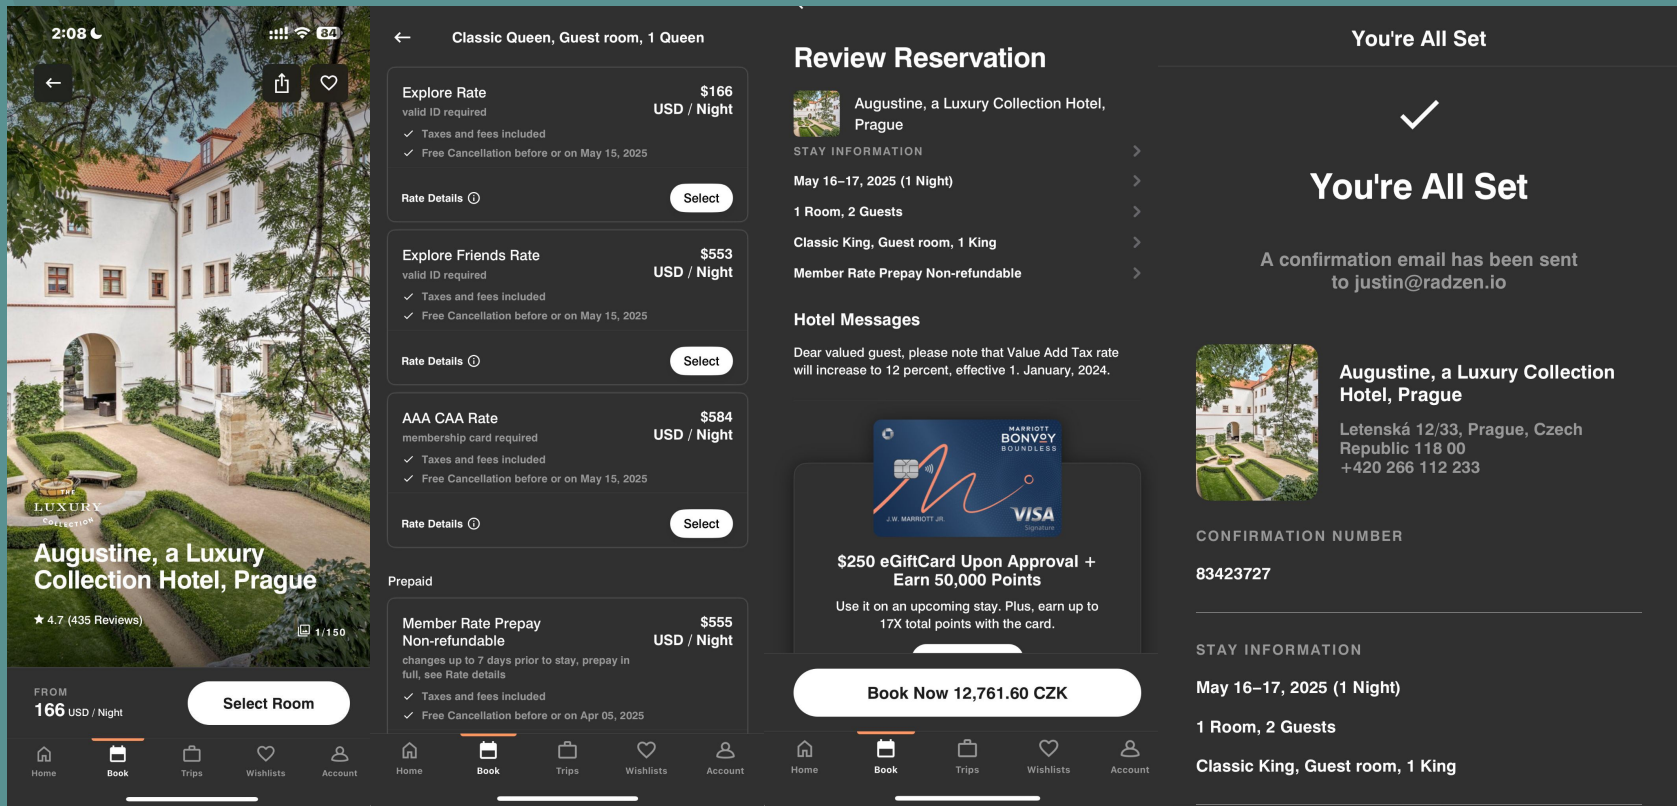 2:08
84
THE
LUXURY
COLLECTION
Augustine, a Luxury
Collection Hotel, Prague
4.7 (435 Reviews)
1/150
FROM
166 USD / Night
Select Room
Home
Book
Trips
Wishlists
Account
Classic Queen, Guest room, 1 Queen
Explore Rate
$166
valid ID required
USD / Night
Taxes and fees included
Free Cancellation before or on May 15, 2025
Rate Details
Select
Explore Friends Rate
$553
valid ID required
USD / Night
Taxes and fees included
Free Cancellation before or on May 15, 2025
Rate Details
Select
AAA CAA Rate
$584
membership card required
USD / Night
Taxes and fees included
Free Cancellation before or on May 15, 2025
Rate Details
Select
Prepaid
Member Rate Prepay
Non-refundable
$555
USD / Night
changes up to 7 days prior to stay, prepay in
full, see Rate details
Taxes and fees included
Free Cancellation before or on Apr 05, 2025
Home
Book
Trips
Wishlists
Account
Review Reservation
Augustine, a Luxury Collection Hotel,
Prague
STAY INFORMATION
May 16–17, 2025 (1 Night)
1 Room, 2 Guests
Classic King, Guest room, 1 King
Member Rate Prepay Non-refundable
Hotel Messages
Dear valued guest, please note that Value Add Tax rate
will increase to 12 percent, effective 1. January, 2024.
MARRIOTT
BONVOY
BOUNDLESS
J.W. MARRIOTT JR.
VISA
Signature
$250 eGiftCard Upon Approval +
Earn 50,000 Points
Use it on an upcoming stay. Plus, earn up to
17X total points with the card.
Book Now 12,761.60 CZK
Home
Book
Trips
Wishlists
Account
You're All Set
You're All Set
A confirmation email has been sent
to justin@radzen.io
Augustine, a Luxury Collection
Hotel, Prague
Letenská 12/33, Prague, Czech
Republic 118 00
+420 266 112 233
CONFIRMATION NUMBER
83423727
STAY INFORMATION
May 16–17, 2025 (1 Night)
1 Room, 2 Guests
Classic King, Guest room, 1 King